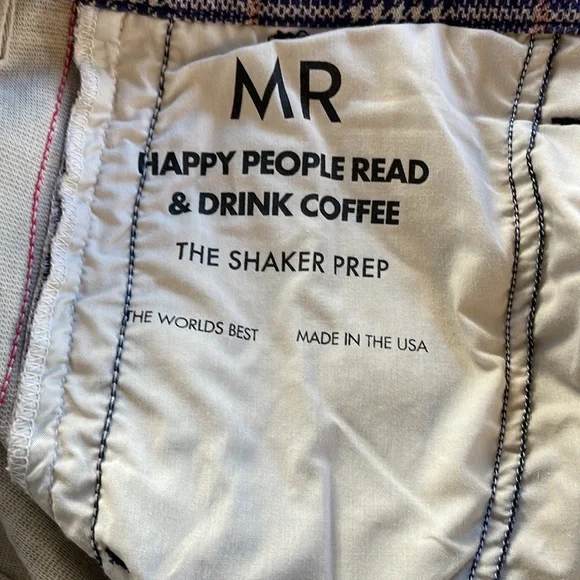 MR
HAPPY PEOPLE READ
& DRINK COFFEE
THE SHAKER PREP
THE WORLDS BEST MADE IN THE USA